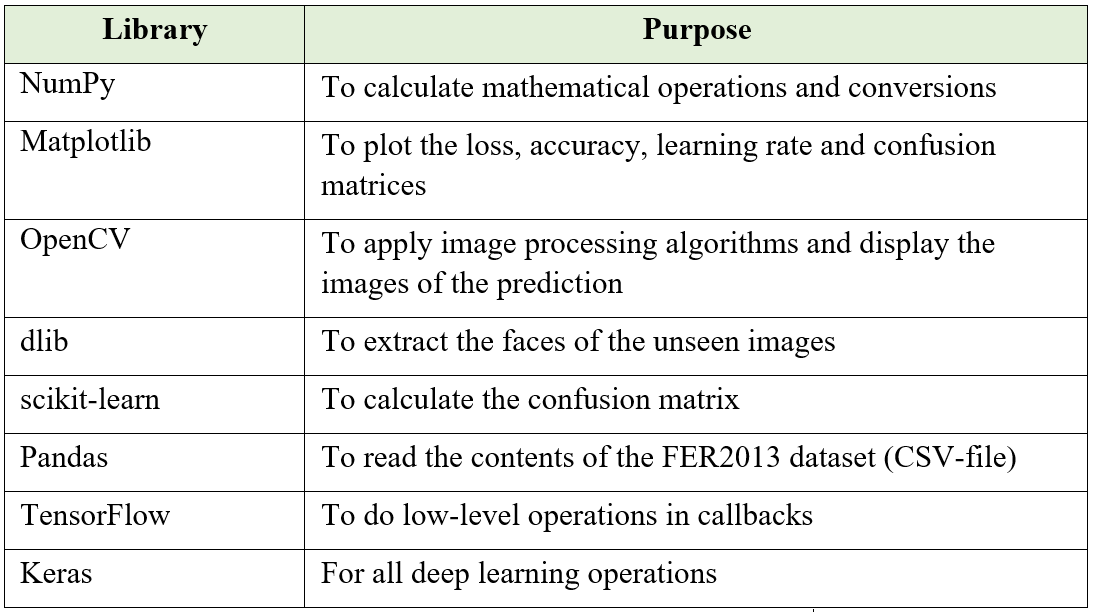 Library Purpose
NumPy To calculate mathematical operations and conversions
Matplotlib To plot the loss, accuracy, learning rate and confusion
matrices
OpenCV To apply image processing algorithms and display the
images of the prediction
dlib To extract the faces of the unseen images
scikit-learn To calculate the confusion matrix
Pandas To read the contents of the FER2013 dataset (CSV-file)
TensorFlow To do low-level operations in callbacks
Keras For all deep learning operations